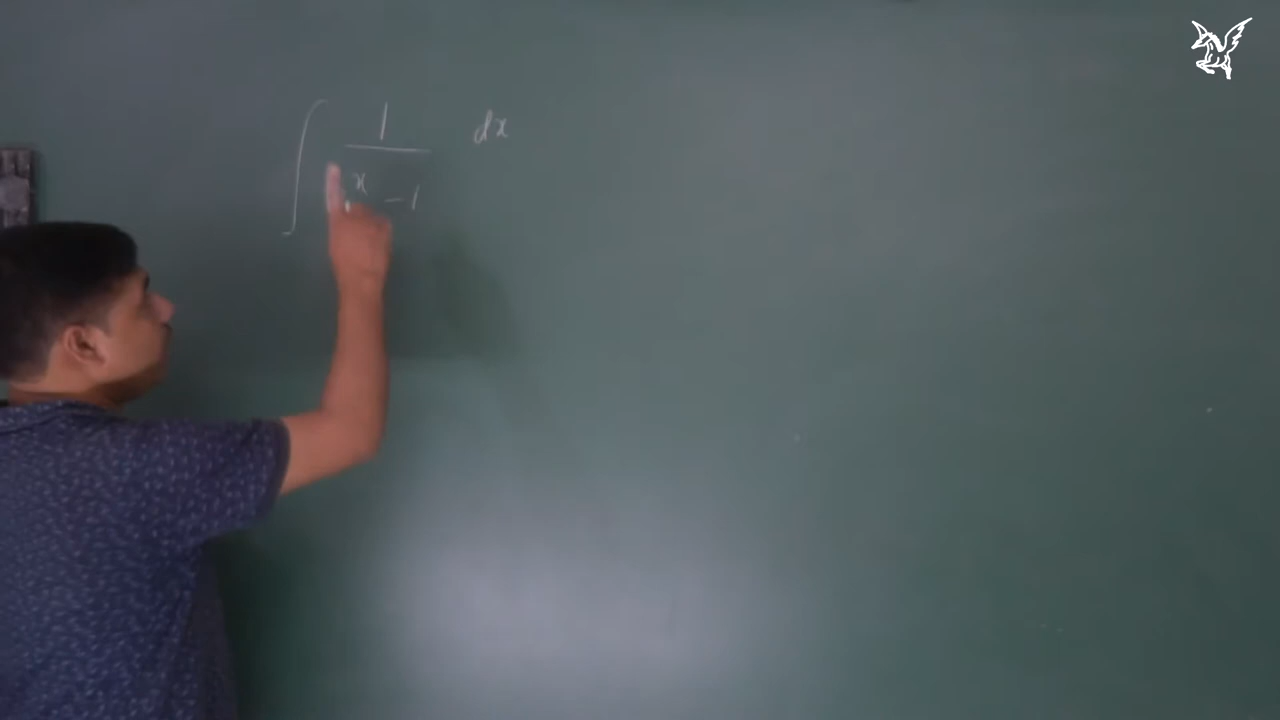 ∫ 1/( ^x − 1) dx